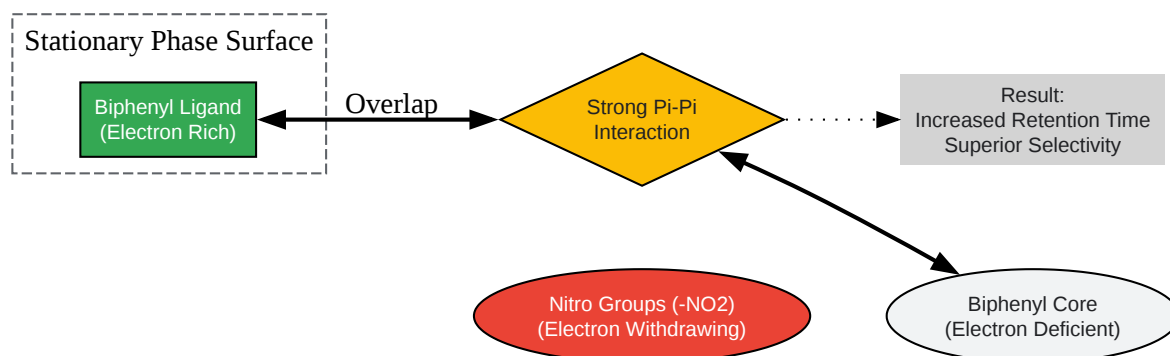 Stationary Phase Surface
Biphenyl Ligand
(Electron Rich)
Overlap
Strong Pi-Pi
Interaction
Result:
Increased Retention Time
Superior Selectivity
Nitro Groups (-NO2)
(Electron Withdrawing)
Biphenyl Core
(Electron Deficient)